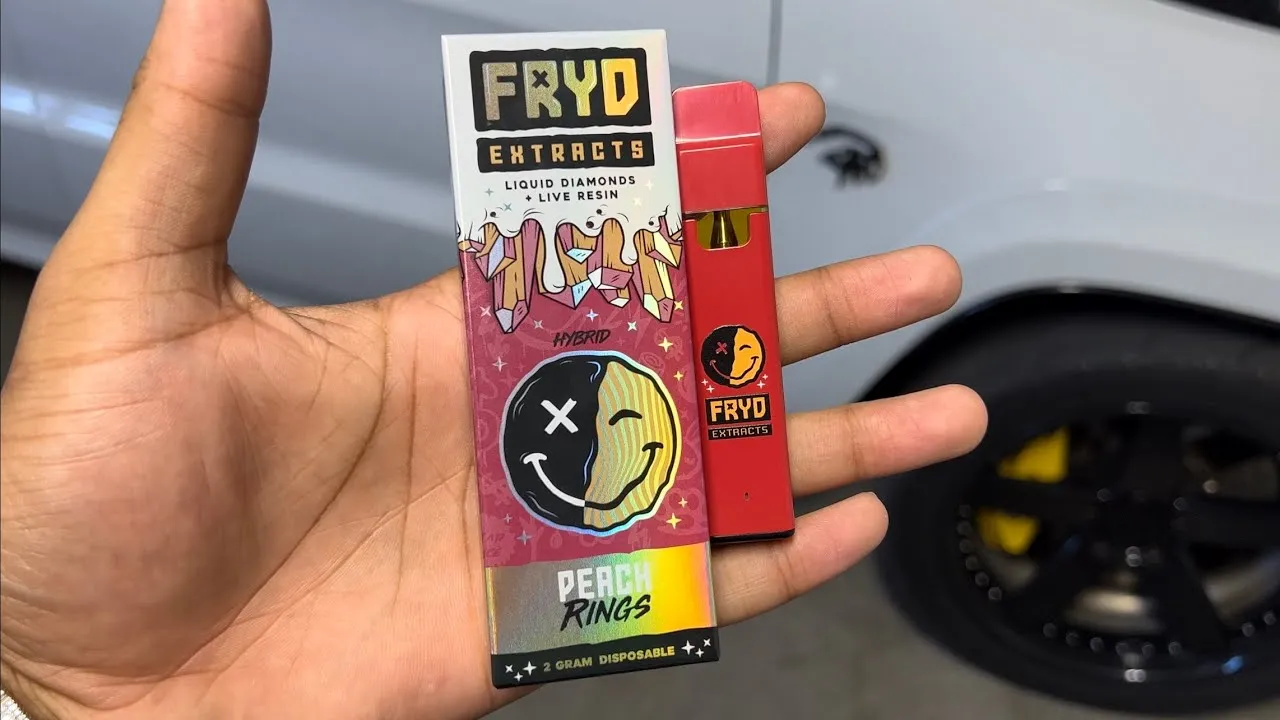 FRYD
EXTRACTS
LIQUID DIAMONDS
+ LIVE RESIN
HYBRID
PEACH
RINGS
2 GRAM DISPOSABLE
FRYD
EXTRACTS